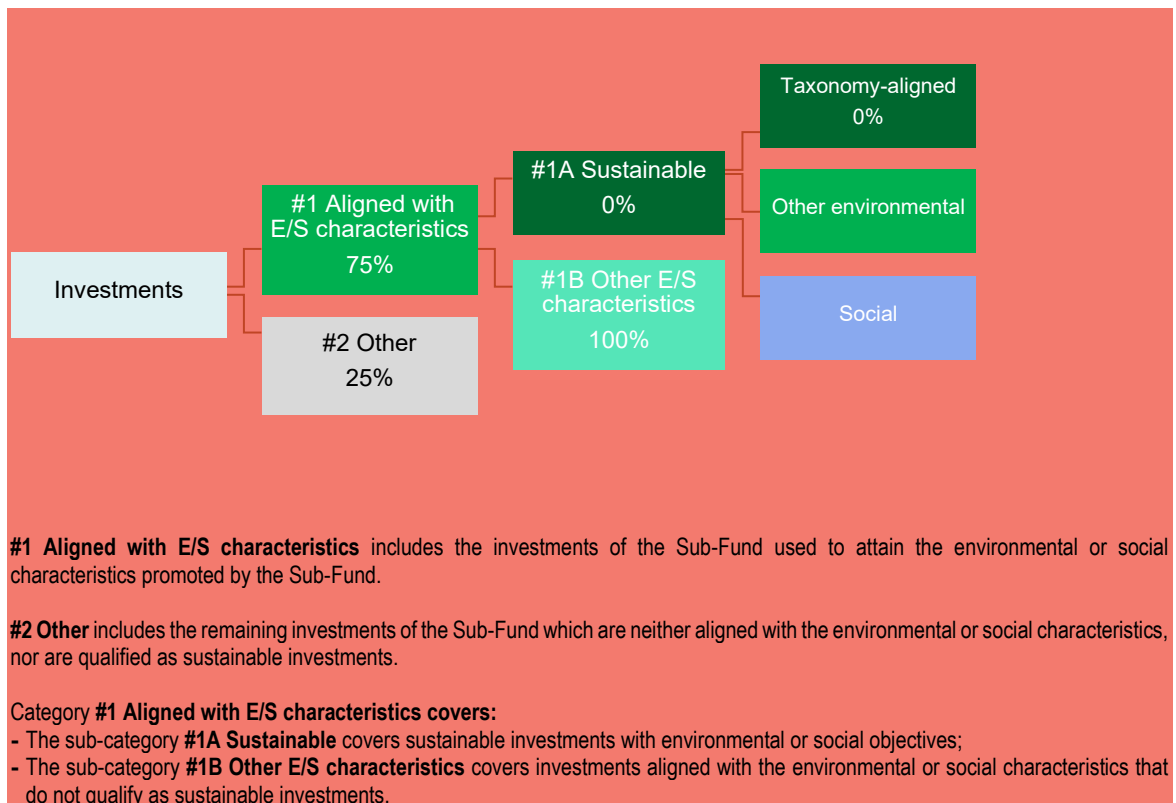 Taxonomy-aligned
0%
#1A Sustainable
0%
#1 Aligned with
E/S characteristics
75%
Other environmental
Investments
#1B Other E/S
characteristics
100%
Social
#2 Other
25%
#1 Aligned with E/S characteristics includes the investments of the Sub-Fund used to attain the environmental or social
characteristics promoted by the Sub-Fund.
#2 Other includes the remaining investments of the Sub-Fund which are neither aligned with the environmental or social characteristics,
nor are qualified as sustainable investments.
Category #1 Aligned with E/S characteristics covers:
- The sub-category #1A Sustainable covers sustainable investments with environmental or social objectives;
- The sub-category #1B Other E/S characteristics covers investments aligned with the environmental or social characteristics that
do not qualify as sustainable investments.